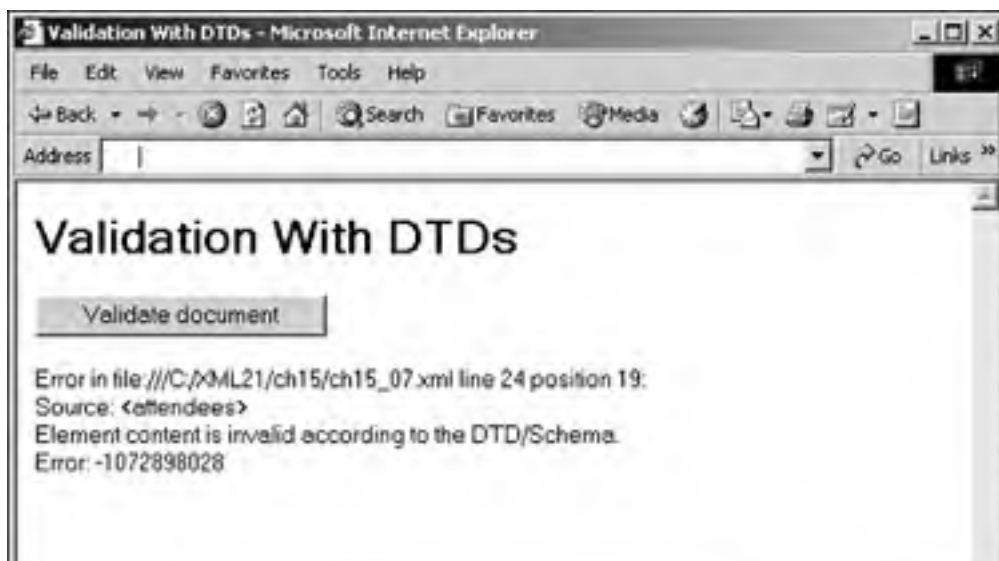 Validation With DTDs - Microsoft Internet Explorer
File Edit View Favorites Tools Help
Back Search Favorites Media
Address Go Links »
Validation With DTDs
Validate document
Error in file:///C:/XML21/ch15/ch15_07.xml line 24 position 19:
Source: <attendees>
Element content is invalid according to the DTD/Schema.
Error: -1072898028